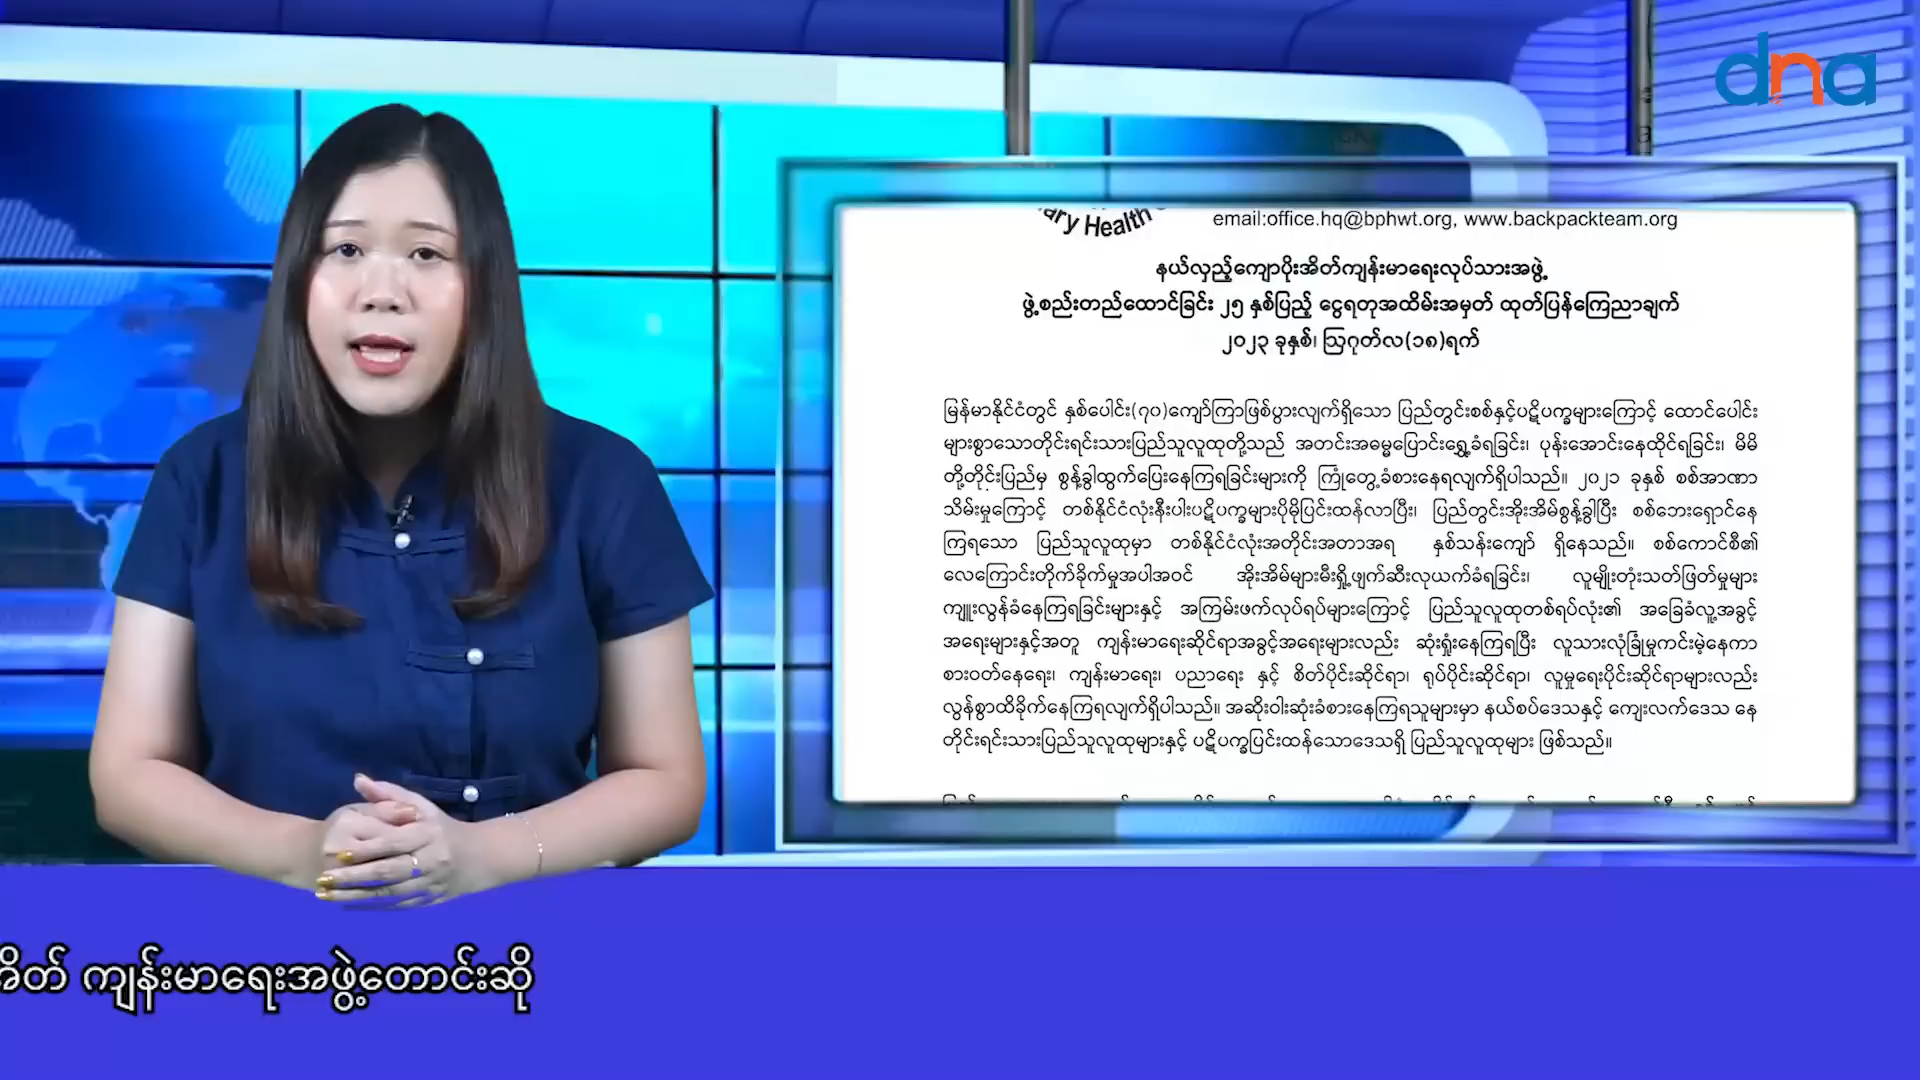 dna
ary Health
email:office.hq@bphwt.org, www.backpackteam.org
နယ်လှည့်ကျောပိုးအိတ်ကျန်းမာရေးလုပ်သားအဖွဲ့
ဖွဲ့စည်းတည်ထောင်ခြင်း ၂၅ နှစ်ပြည့် ငွေရတုအထိမ်းအမှတ် ထုတ်ပြန်ကြေညာချက်
၂၀၂၃ ခုနှစ်၊ ဩဂုတ်လ(၁၈)ရက်
မြန်မာနိုင်ငံတွင် နှစ်ပေါင်း(၇၀)ကျော်ကြာဖြစ်ပွားလျက်ရှိသော ပြည်တွင်းစစ်နှင့်ပဋိပက္ခများကြောင့် ထောင်ပေါင်း
များစွာသောတိုင်းရင်းသားပြည်သူလူထုတို့သည် အတင်းအဓမ္မပြောင်းရွှေ့ခံရခြင်း၊ ပုန်းအောင်းနေထိုင်ရခြင်း၊ မိမိ
တို့တိုင်းပြည်မှ စွန့်ခွါထွက်ပြေးနေကြရခြင်းများကို ကြုံတွေ့ခံစားနေရလျက်ရှိပါသည်။ ၂၀၂၁ ခုနှစ် စစ်အာဏာ
သိမ်းမှုကြောင့် တစ်နိုင်ငံလုံးနီးပါးပဋိပက္ခများပိုမိုပြင်းထန်လာပြီး၊ ပြည်တွင်းအိုးအိမ်စွန့်ခွါပြီး စစ်ဘေးရှောင်နေ
ကြရသော ပြည်သူလူထုမှာ တစ်နိုင်ငံလုံးအတိုင်းအတာအရ နှစ်သန်းကျော် ရှိနေသည်။ စစ်ကောင်စီ၏
လေကြောင်းတိုက်ခိုက်မှုအပါအဝင် အိုးအိမ်များမီးရှို့ဖျက်ဆီးလုယက်ခံရခြင်း၊ လူမျိုးတုံးသတ်ဖြတ်မှုများ
ကျူးလွန်ခံနေကြရခြင်းများနှင့် အကြမ်းဖက်လုပ်ရပ်များကြောင့် ပြည်သူလူထုတစ်ရပ်လုံး၏ အခြေခံလူ့အခွင့်
အရေးများနှင့်အတူ ကျန်းမာရေးဆိုင်ရာအခွင့်အရေးများလည်း ဆုံးရှုံးနေကြရပြီး လူသားလုံခြုံမှုကင်းမဲ့နေကာ
စားဝတ်နေရေး၊ ကျန်းမာရေး၊ ပညာရေး နှင့် စိတ်ပိုင်းဆိုင်ရာ၊ ရုပ်ပိုင်းဆိုင်ရာ၊ လူမှုရေးပိုင်းဆိုင်ရာများလည်း
လွန်စွာထိခိုက်နေကြရလျက်ရှိပါသည်။ အဆိုးဝါးဆုံးခံစားနေကြရသူများမှာ နယ်စပ်ဒေသနှင့် ကျေးလက်ဒေသ နေ
တိုင်းရင်းသားပြည်သူလူထုများနှင့် ပဋိပက္ခပြင်းထန်သောဒေသရှိ ပြည်သူလူထုများ ဖြစ်သည်။
အိတ် ကျန်းမာရေးအဖွဲ့တောင်းဆို